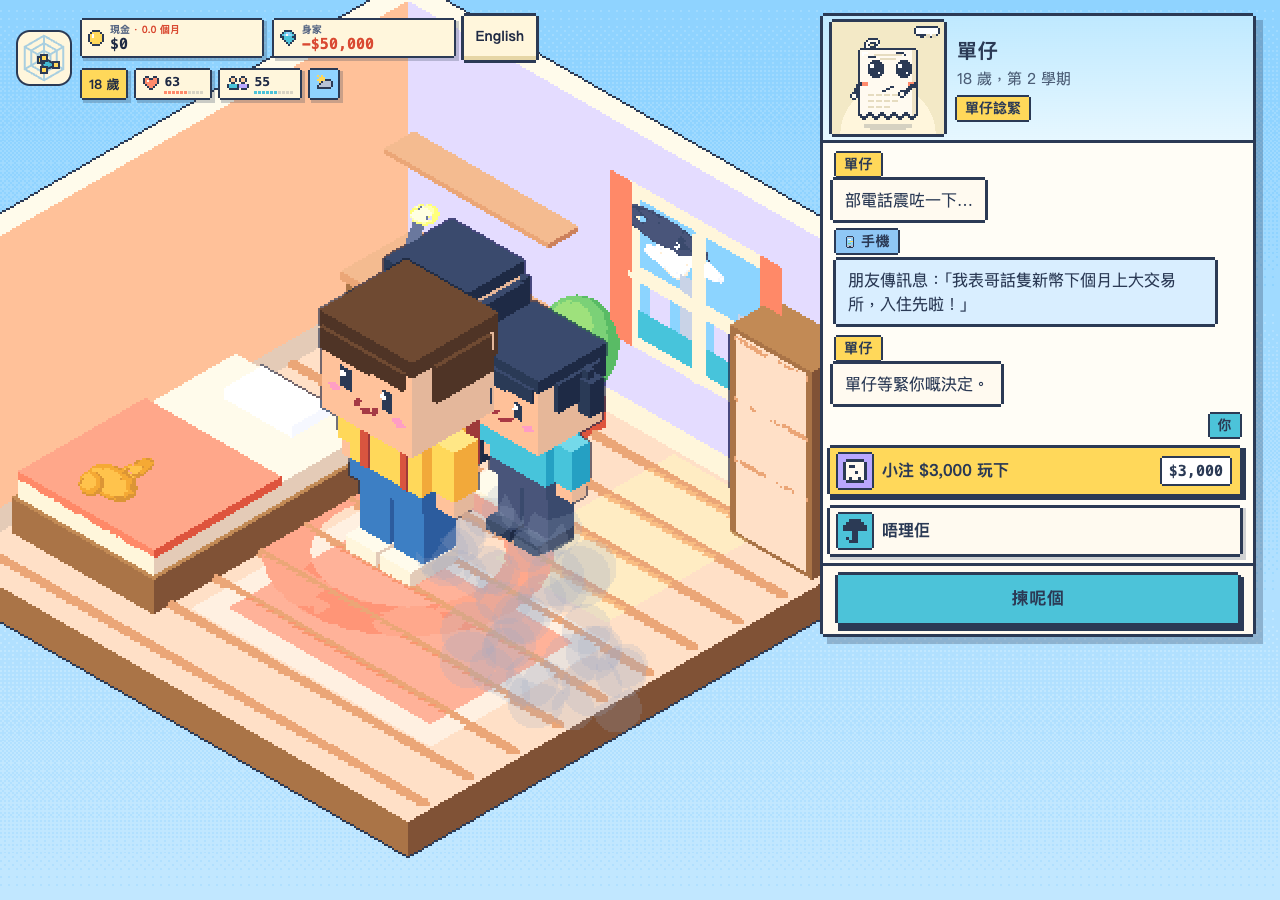 現金 · 0.0 個月
$0
身家
−$50,000
English
18 歲
63
55
單仔
18 歲，第 2 學期
單仔諗緊
單仔
部電話震咗一下…
手機
朋友傳訊息：「我表哥話隻新幣下個月上大交易
所，入住先啦！」
單仔
單仔等緊你嘅決定。
你
小注 $3,000 玩下
$3,000
唔理佢
揀呢個